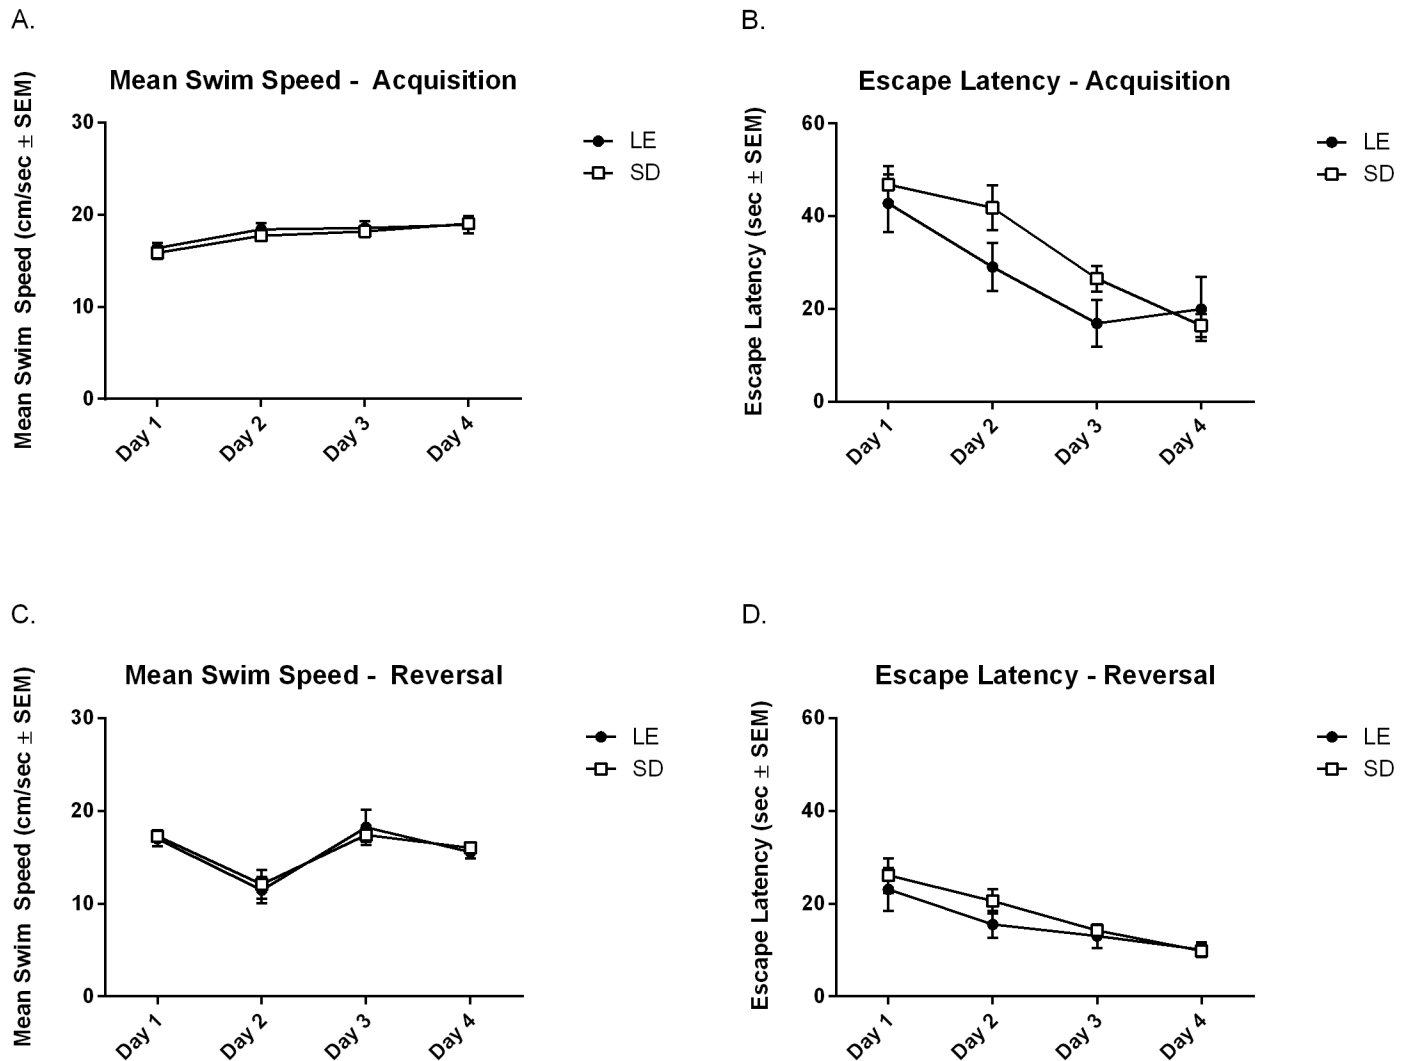 A.
Mean Swim Speed - Acquisition
Mean Swim Speed (cm/sec ± SEM)
30
20
10
0
Day 1
Day 2
Day 3
Day 4
LE
SD
B.
Escape Latency - Acquisition
Escape Latency (sec ± SEM)
60
40
20
0
Day 1
Day 2
Day 3
Day 4
LE
SD
C.
Mean Swim Speed - Reversal
Mean Swim Speed (cm/sec ± SEM)
30
20
10
0
Day 1
Day 2
Day 3
Day 4
LE
SD
D.
Escape Latency - Reversal
Escape Latency (sec ± SEM)
60
40
20
0
Day 1
Day 2
Day 3
Day 4
LE
SD